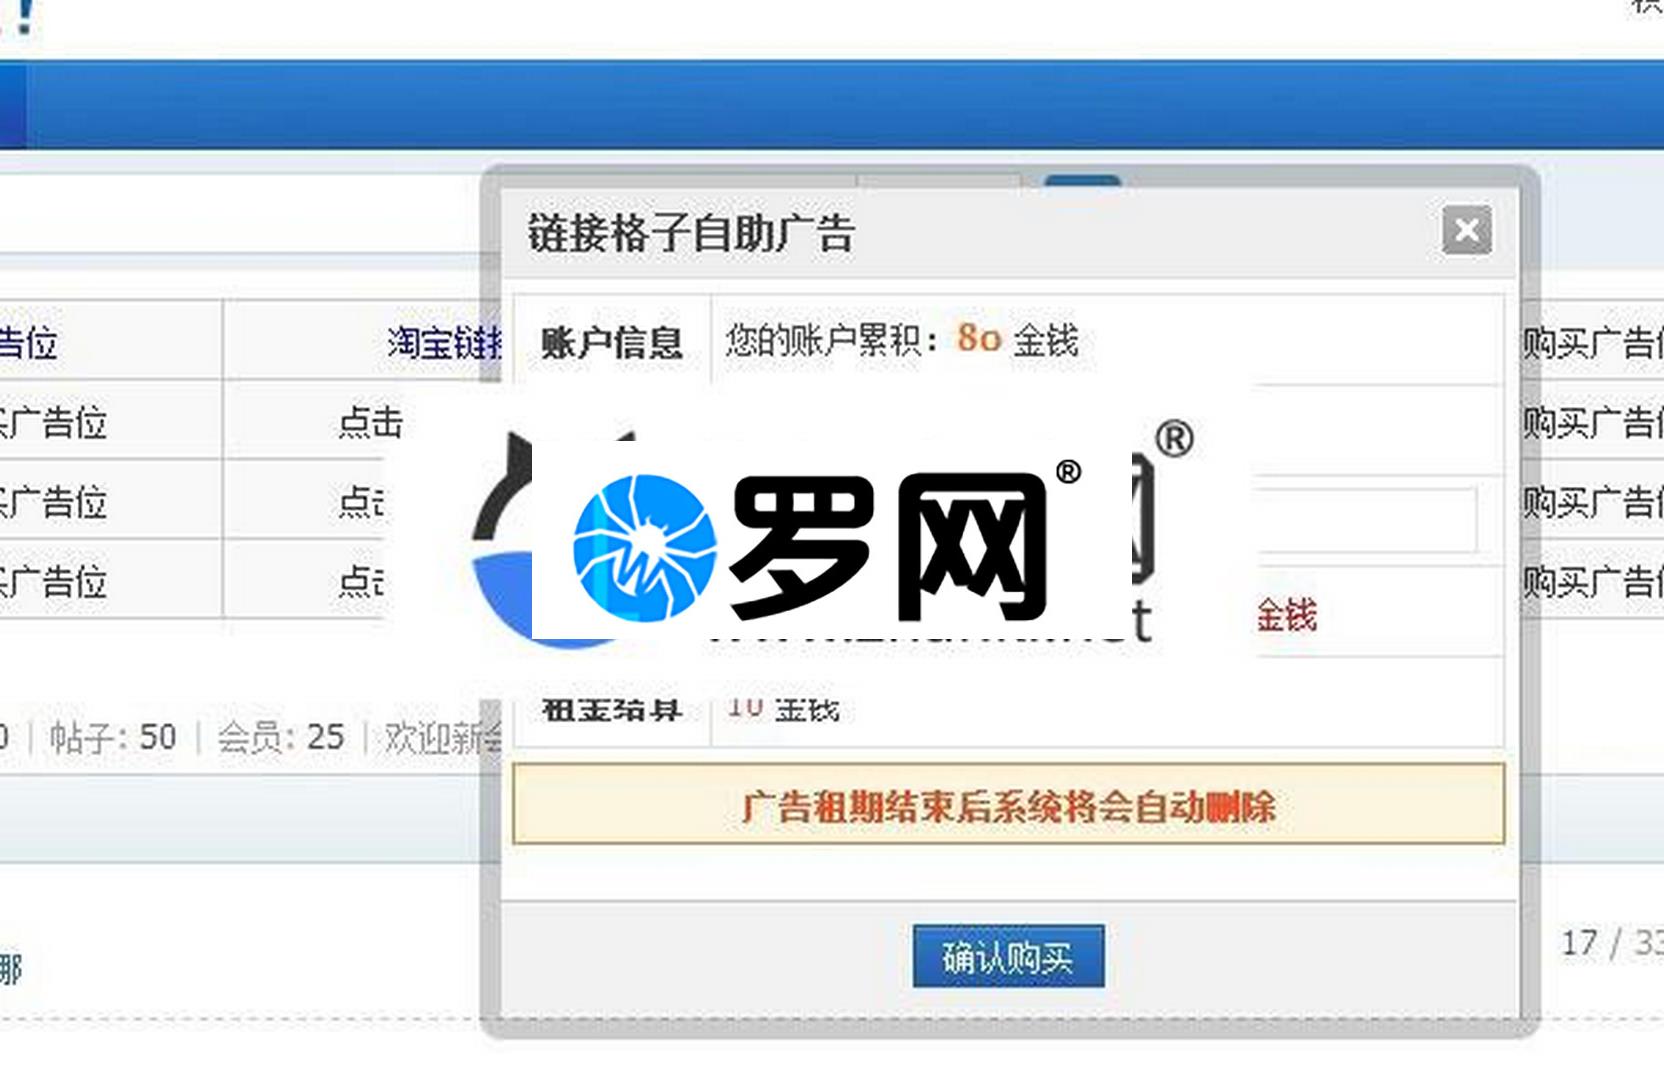 !
链接格子自助广告
告位
淘宝链接
账户信息
您的账户累积：80 金钱
购买广告位
买广告位
点击
购买广告位
买广告位
点击
购买广告位
买广告位
点击
购买广告位
®
罗网®
金钱
租金结算
10 金钱
帖子: 50
会员: 25
欢迎新会
广告租期结束后系统将会自动删除
确认购买
17 / 33
娜